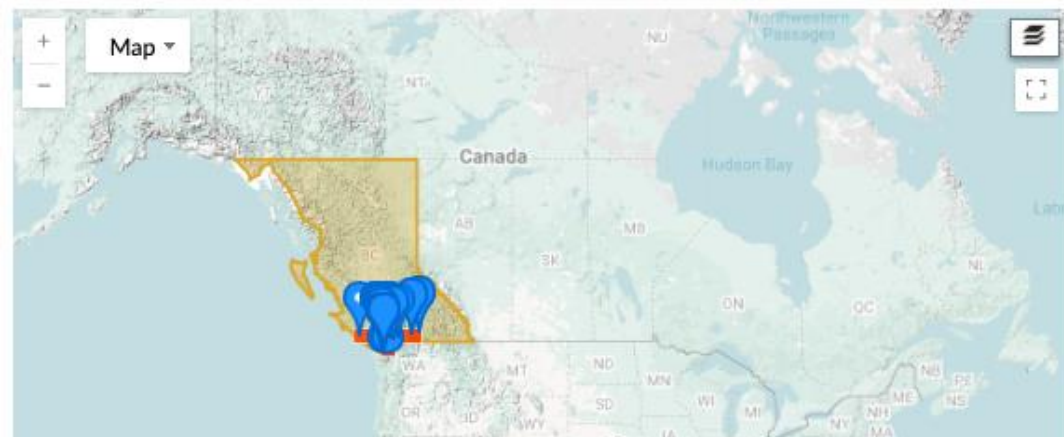 Northwestern
Passages
NU
Map
YT
NT
Canada
Hudson Bay
AB
BC
MB
SK
NL
ON
QC
WA
MT
ND
MN
NB
PE
OR
ID
WY
SD
WI
MI
ME
NS
NY
NH
MA
IA